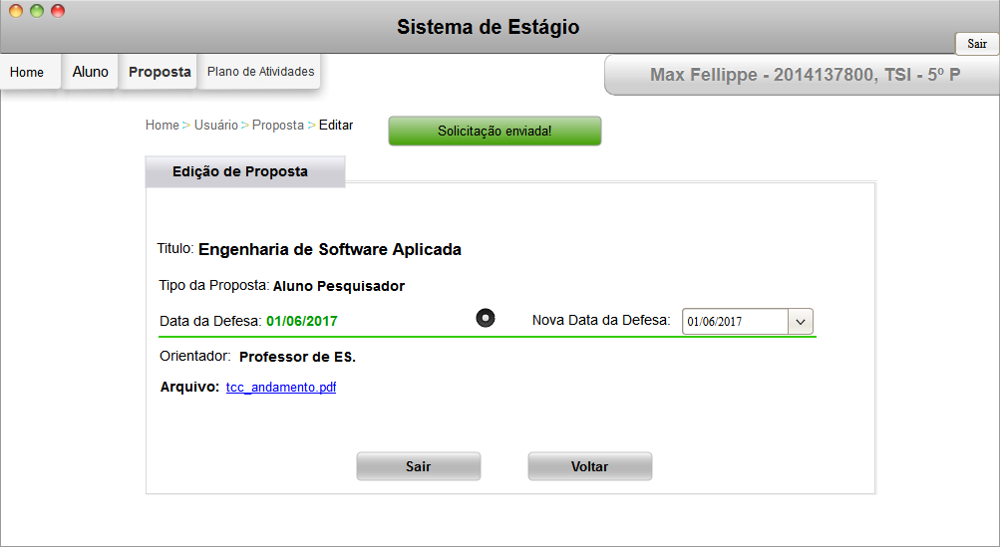 Sistema de Estágio
Sair
Home Aluno Proposta Plano de Atividades
Max Fellippe - 2014137800, TSI - 5º P
Home > Usuário > Proposta > Editar
Solicitação enviada!
Edição de Proposta
Titulo: Engenharia de Software Aplicada
Tipo da Proposta: Aluno Pesquisador
Data da Defesa: 01/06/2017 Nova Data da Defesa: 01/06/2017
Orientador: Professor de ES.
Arquivo: tcc_andamento.pdf
Sair Voltar